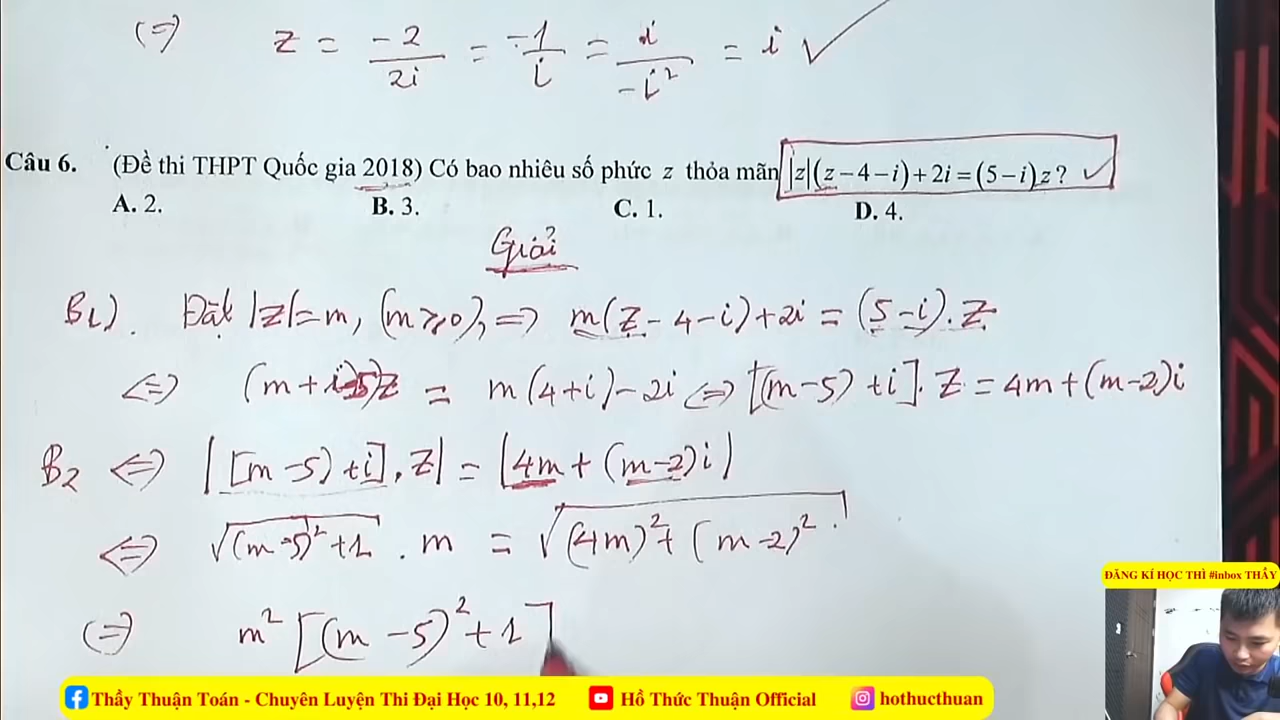 (=) z = -2/2i = -1/i = i/-i² = i ✓
Câu 6. (Đề thi THPT Quốc gia 2018) Có bao nhiêu số phức z thỏa mãn |z|(z−4−i)+2i=(5−i)z? ✓
A. 2. B. 3. C. 1. D. 4.
Giải
B1). Đặt |z|=m, (m≥0), => m(z-4-i)+2i = (5-i).z
<=> (m+i-5)z = m(4+i)-2i <=> [(m-5)+i].z = 4m+(m-2)i
B2 <=> |[m-5)+i].z| = |4m+(m-2)i|
<=> √(m-5)²+1 . m = √(4m)²+(m-2)²
(=) m²[(m-5)²+1]
ĐĂNG KÍ HỌC THÌ #inbox THẦY
Thầy Thuận Toán - Chuyên Luyện Thi Đại Học 10, 11,12 Hồ Thức Thuận Official hothucthuan